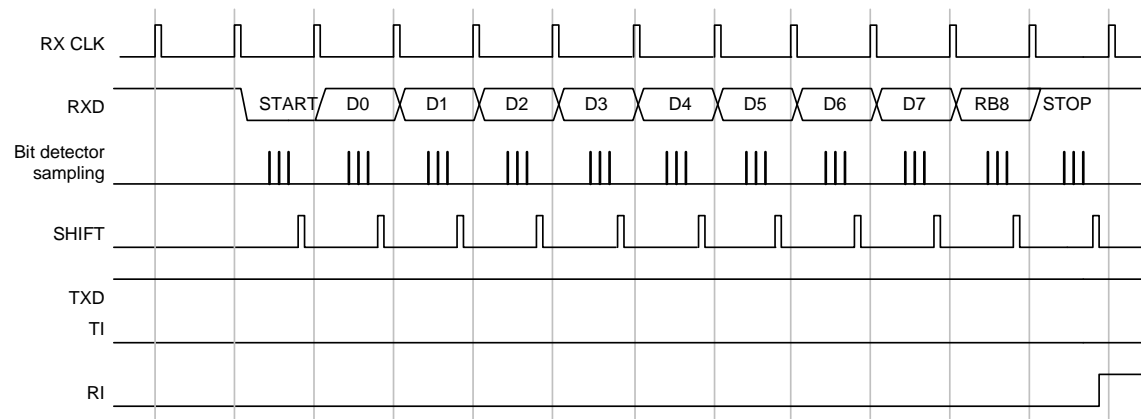 RX CLK
RXD
START D0 D1 D2 D3 D4 D5 D6 D7 RB8 STOP
Bit detector
sampling
SHIFT
TXD
TI
RI